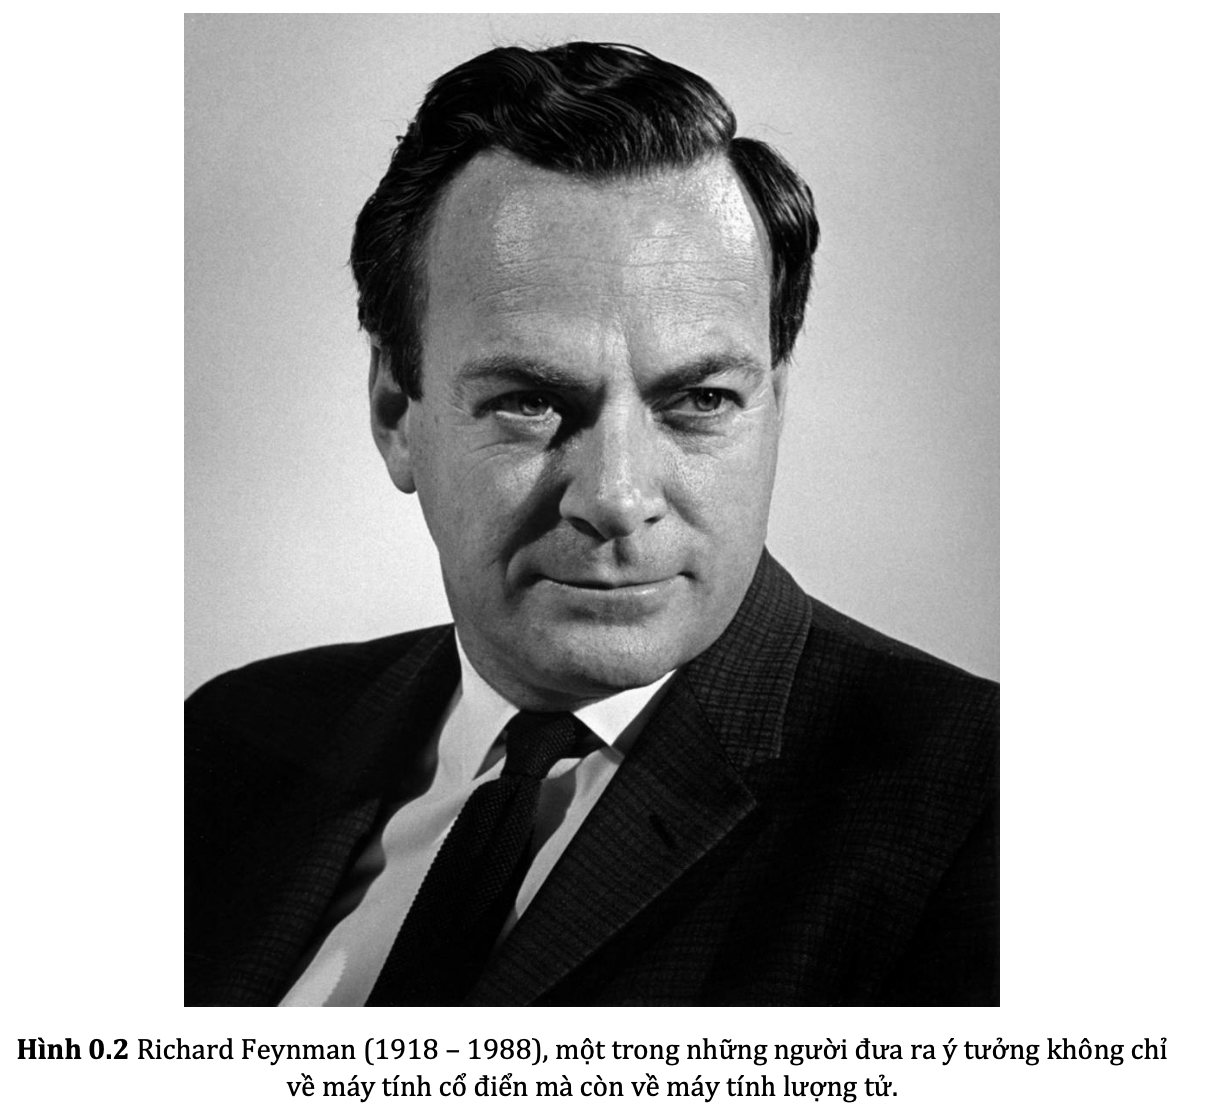 Hình 0.2 Richard Feynman (1918 – 1988), một trong những người đưa ra ý tưởng không chỉ
về máy tính cổ điển mà còn về máy tính lượng tử.